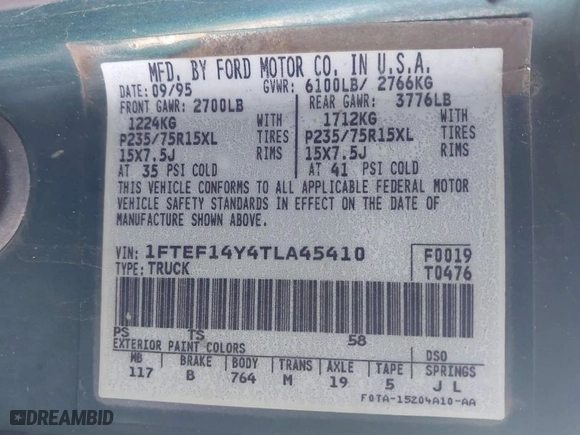 MFD. BY FORD MOTOR CO. IN U.S.A.
DATE: 09/95 GVWR: 6100LB/ 2766KG
FRONT GAWR: 2700LB REAR GAWR: 3776LB
1224KG WITH 1712KG WITH
P235/75R15XL TIRES P235/75R15XL TIRES
15X7.5J RIMS 15X7.5J RIMS
AT 35 PSI COLD AT 41 PSI COLD
THIS VEHICLE CONFORMS TO ALL APPLICABLE FEDERAL MOTOR
VEHICLE SAFETY STANDARDS IN EFFECT ON THE DATE OF
MANUFACTURE SHOWN ABOVE.
VIN: 1FTEF14Y4TLA45410 F0019
TYPE: TRUCK T0476
PS TS 58
EXTERIOR PAINT COLORS DSO
WB BRAKE BODY TRANS AXLE TAPE SPRINGS
117 B 764 M 19 5 J L
F0TA-15204A10-AA
DREAMBID